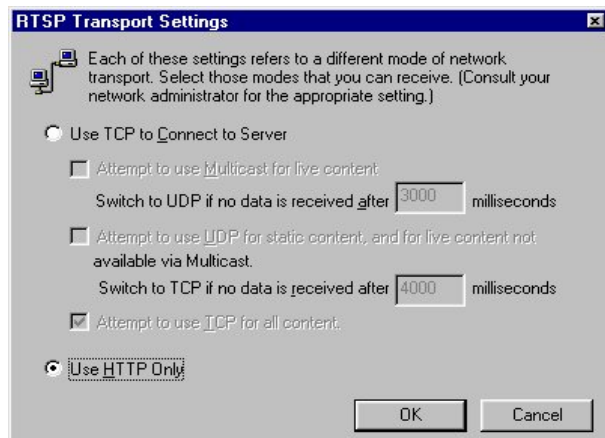 RTSP Transport Settings
Each of these settings refers to a different mode of network
transport. Select those modes that you can receive. (Consult your
network administrator for the appropriate setting.)
Use TCP to Connect to Server
Attempt to use Multicast for live content
Switch to UDP if no data is received after 3000 milliseconds
Attempt to use UDP for static content, and for live content not
available via Multicast.
Switch to TCP if no data is received after 4000 milliseconds
Attempt to use TCP for all content.
Use HTTP Only
OK Cancel